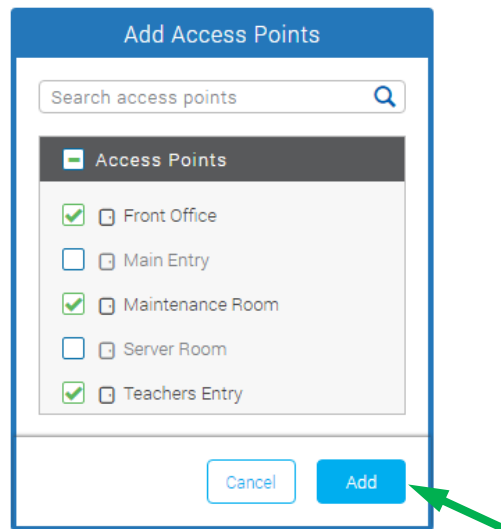 Add Access Points
Search access points
Access Points
Front Office
Main Entry
Maintenance Room
Server Room
Teachers Entry
Cancel Add